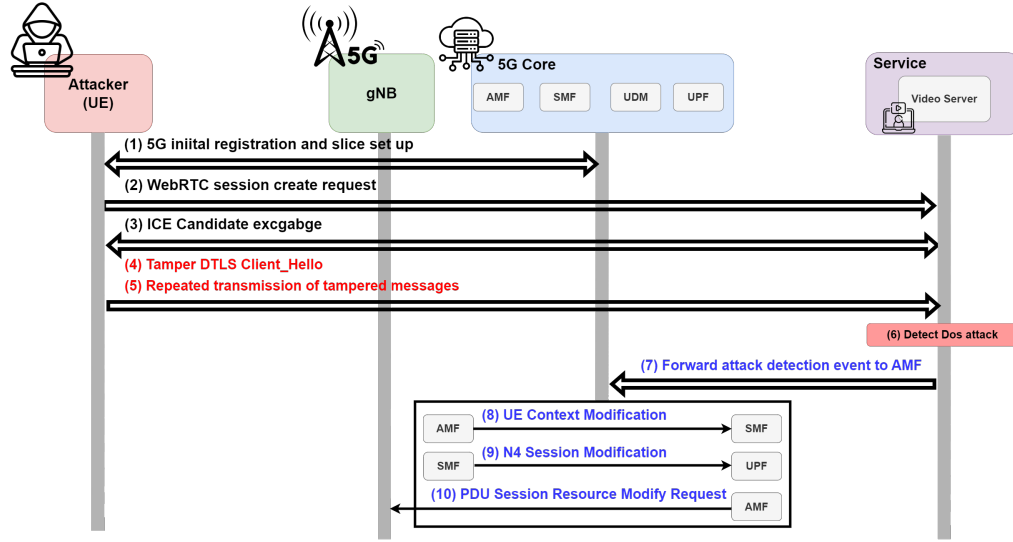 5G
Attacker
(UE)
gNB
5G Core
AMF
SMF
UDM
UPF
Service
Video Server
(1) 5G iniital registration and slice set up
(2) WebRTC session create request
(3) ICE Candidate excgabge
(4) Tamper DTLS Client_Hello
(5) Repeated transmission of tampered messages
(6) Detect Dos attack
(7) Forward attack detection event to AMF
AMF
(8) UE Context Modification
SMF
SMF
(9) N4 Session Modification
UPF
(10) PDU Session Resource Modify Request
AMF